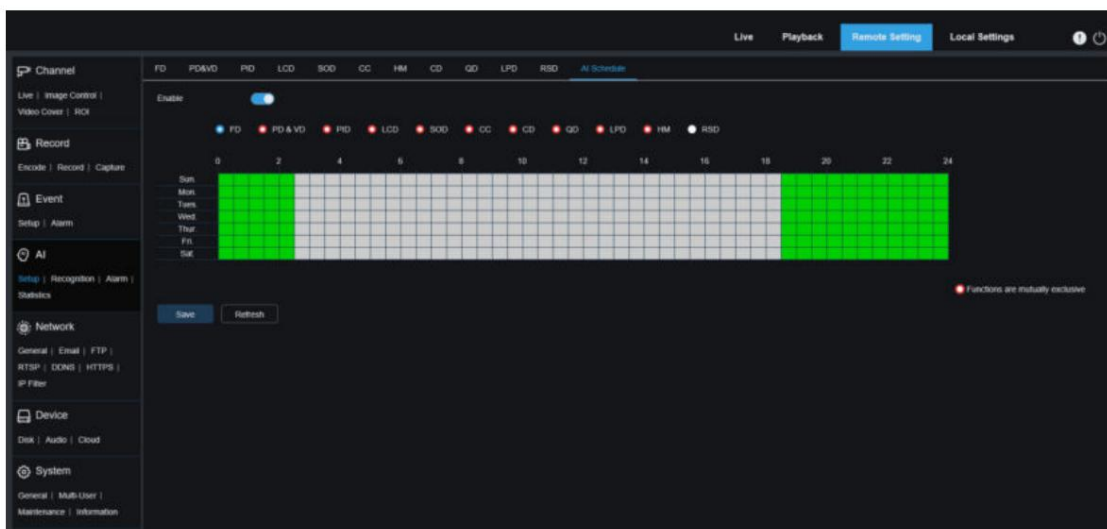 Live Playback Remote Setting Local Settings
Channel
Live | Image Control |
Video Cover | ROI
Record
Encode | Record | Capture
Event
Setup | Alarm
AI
Setup | Recognition | Alarm |
Statistics
Network
General | Email | FTP |
RTSP | DDNS | HTTPS |
IP Filter
Device
Disk | Audio | Cloud
System
General | Multi-User |
Maintenance | Information
FD PD&VD PID LCD SOD CC HM CD QD LPD RSD AI Schedule
Enable
FD PD & VD PID LCD SOD CC CD QD LPD HM RSD
0 2 4 6 8 10 12 14 16 18 20 22 24
Sun.
Mon.
Tues.
Wed.
Thur.
Fri.
Sat.
Functions are mutually exclusive
Save Refresh